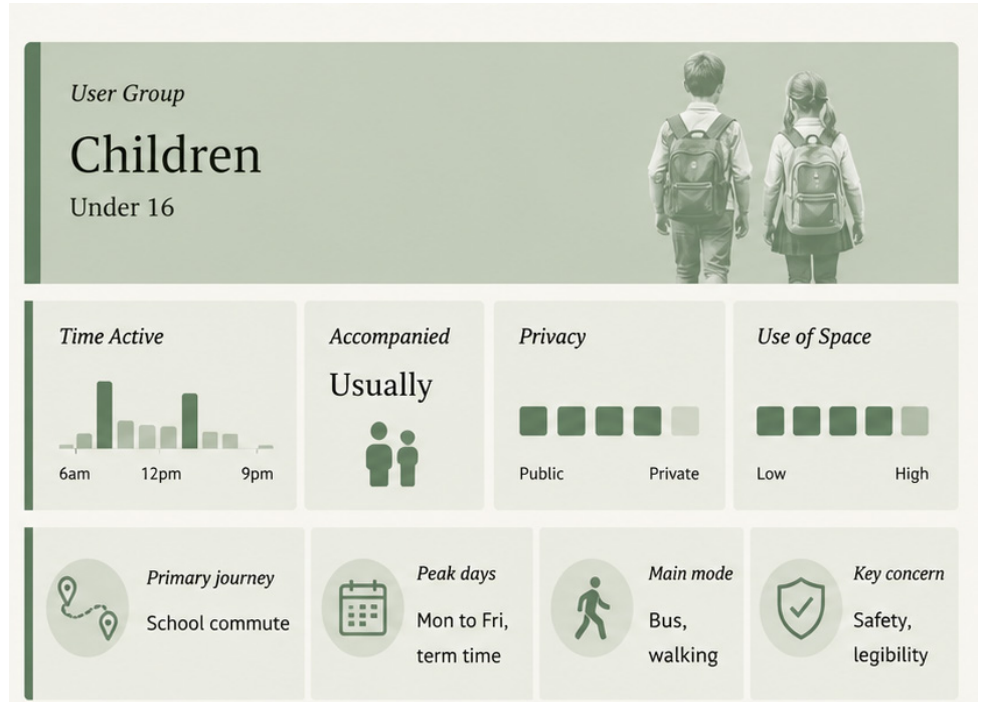 User Group
Children
Under 16
Time Active
6am 12pm 9pm
Accompanied
Usually
Privacy
Public Private
Use of Space
Low High
Primary journey
School commute
Peak days
Mon to Fri,
term time
Main mode
Bus,
walking
Key concern
Safety,
legibility